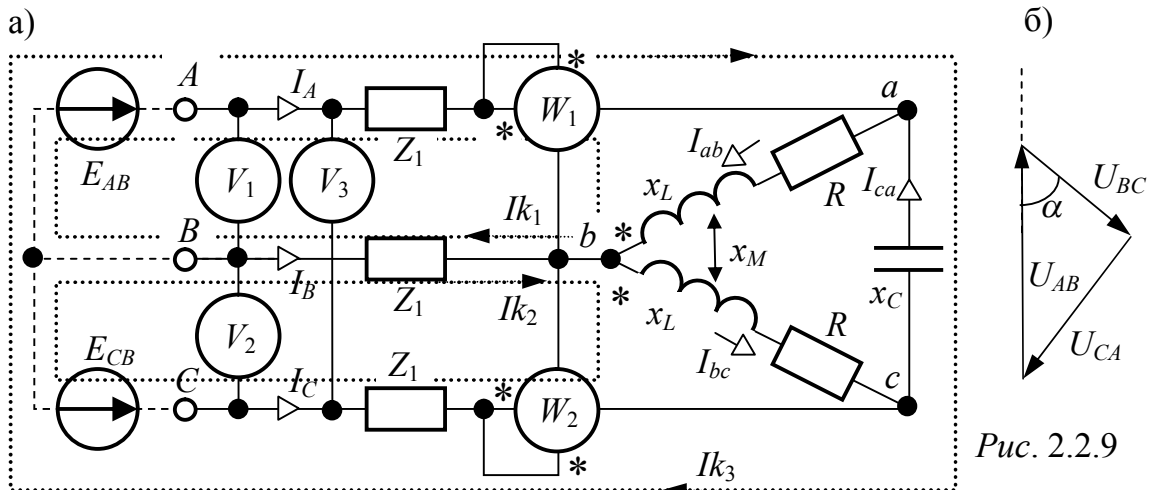 а)
б)
A
I_A
Z_1
*
*
W_1
a
E_AB
V_1
V_3
I_ab
R
I_ca
U_BC
α
x_L
Ik_1
B
b
*
x_M
I_B
Z_1
Ik_2
*
x_L
x_C
U_AB
R
V_2
E_CB
C
I_C
Z_1
I_bc
c
U_CA
*
W_2
*
Ik_3
Рис. 2.2.9